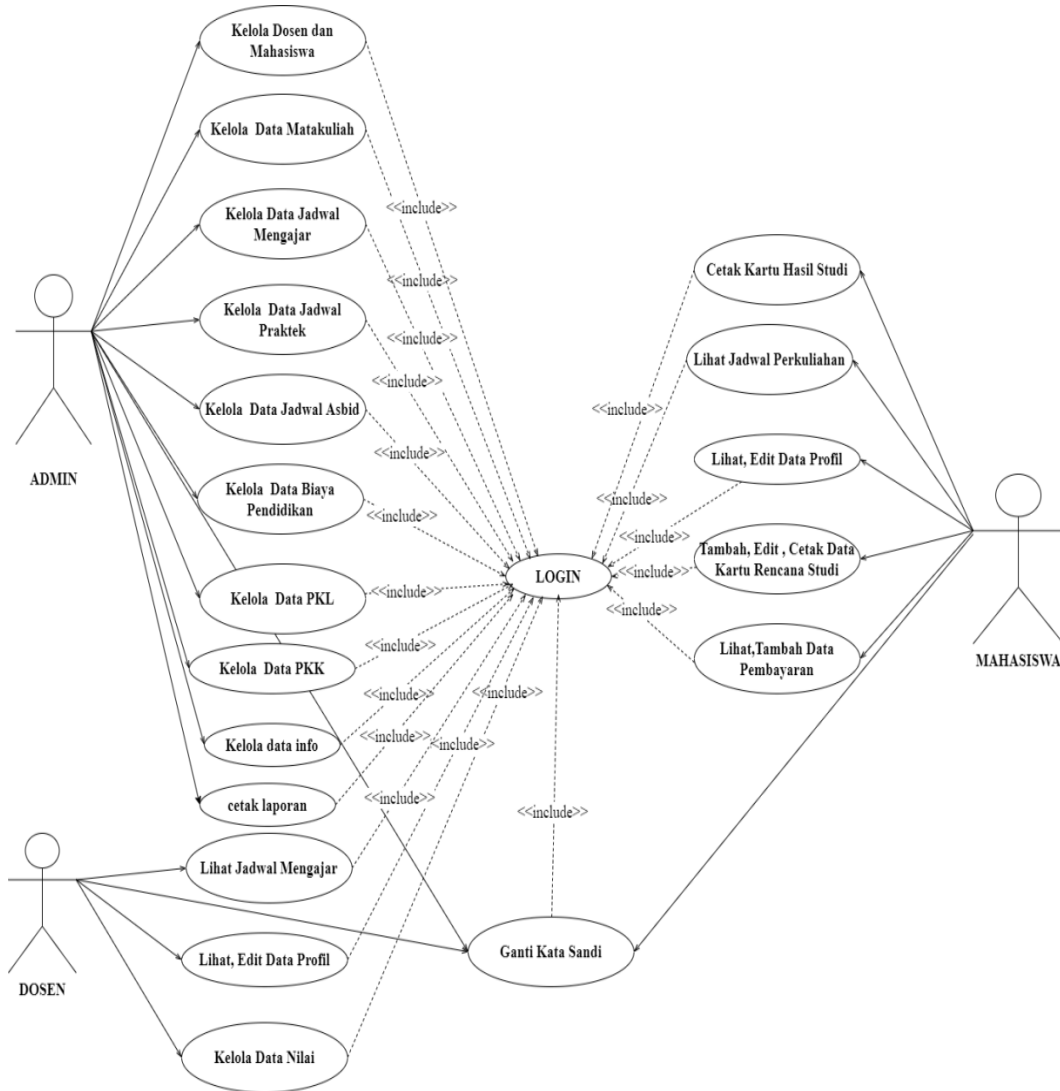 Kelola Dosen dan
Mahasiswa
Kelola Data Matakuliah
<<include>>
Kelola Data Jadwal
Mengajar
<<include>>
Cetak Kartu Hasil Studi
Kelola Data Jadwal
Praktek
<<include>>
Lihat Jadwal Perkuliahan
<<include>>
Kelola Data Jadwal Asbid
<<include>>
<<include>>
ADMIN
Lihat, Edit Data Profil
Kelola Data Biaya
Pendidikan
<<include>>
<<include>>
<<include>>
Tambah, Edit , Cetak Data
Kartu Rencana Studi
<<include>>
LOGIN
Kelola Data PKL
<<include>>
Lihat,Tambah Data
Pembayaran
<<include>>
MAHASISWA
Kelola Data PKK
<<include>>
<<include>>
Kelola data info
<<include>>
<<include>>
cetak laporan
<<include>>
<<include>>
Lihat Jadwal Mengajar
Lihat, Edit Data Profil
Ganti Kata Sandi
DOSEN
Kelola Data Nilai